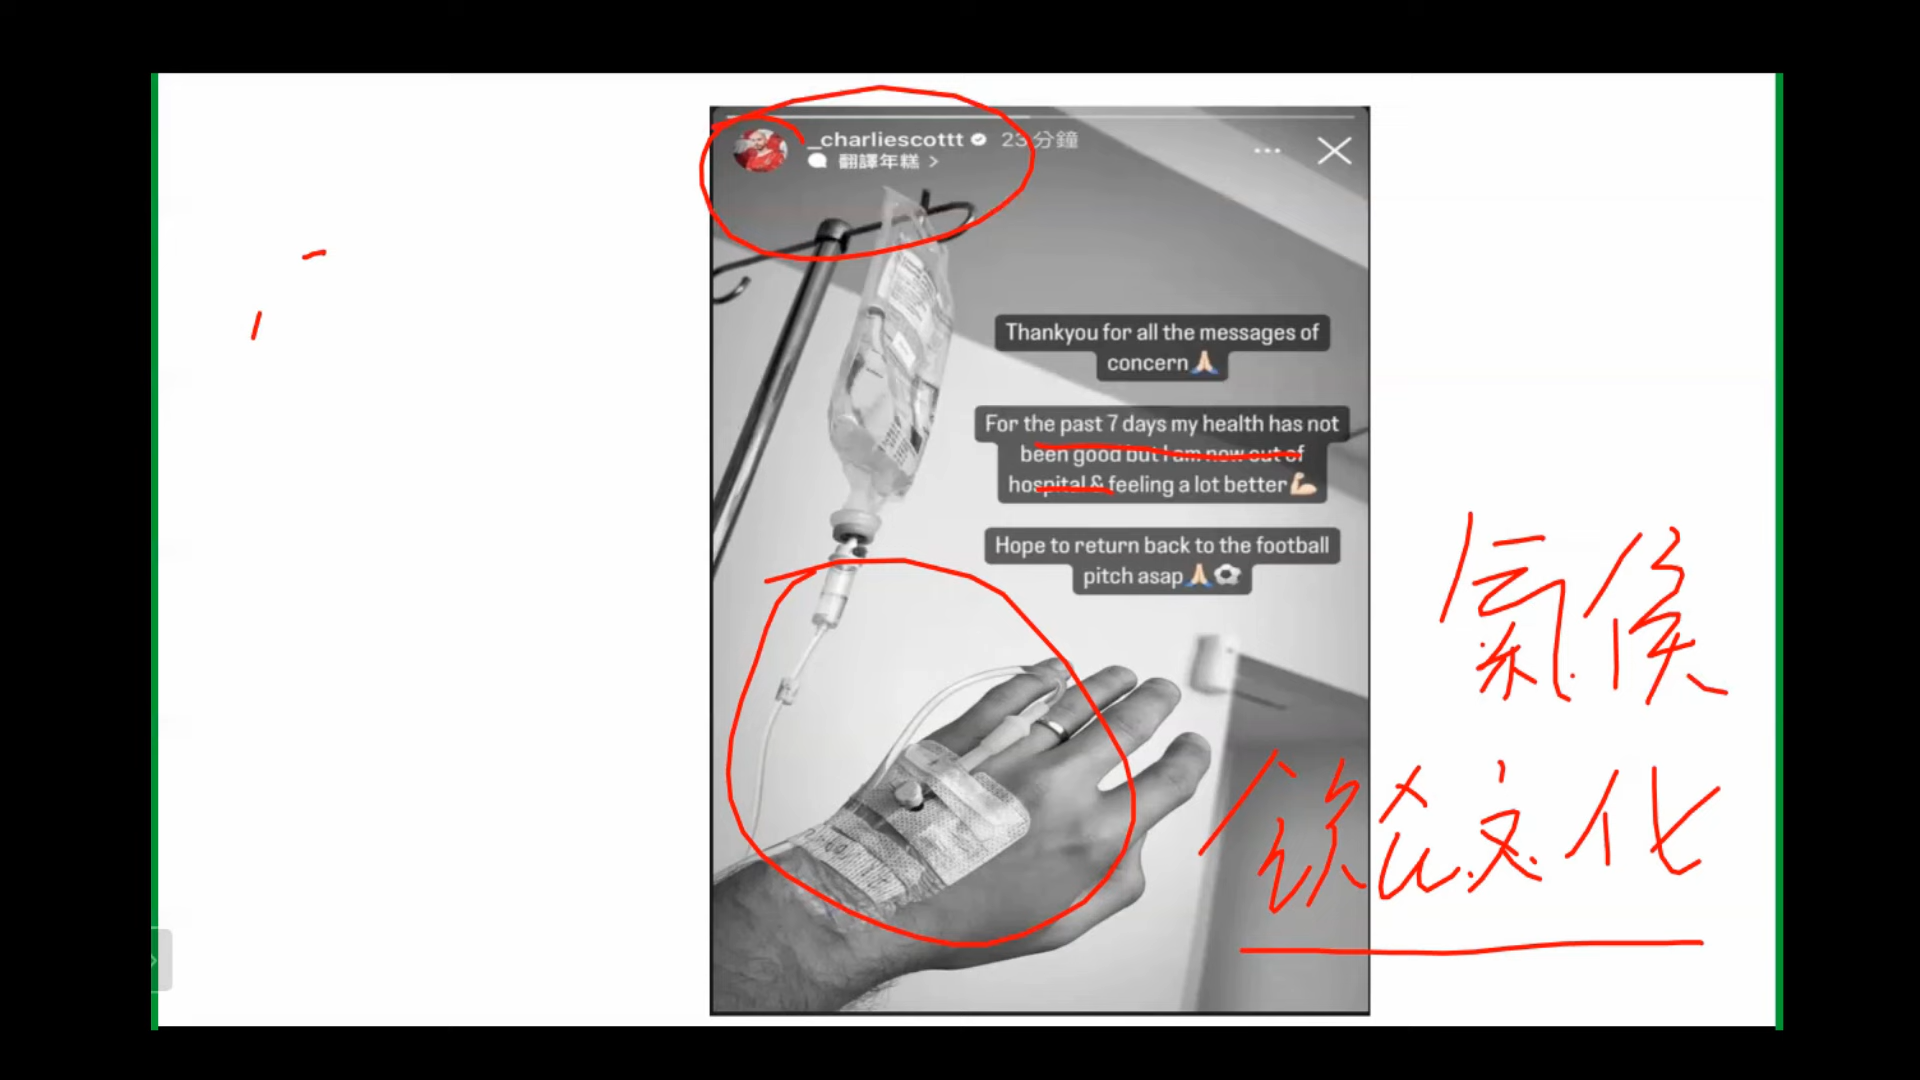 _charliescottt 23分鐘
翻譯年糕 >
Thankyou for all the messages of
concern🙏🏻
For the past 7 days my health has not
been good but I am now out of
hospital & feeling a lot better💪🏻
Hope to return back to the football
pitch asap🙏🏻⚽
氣候
飲食文化